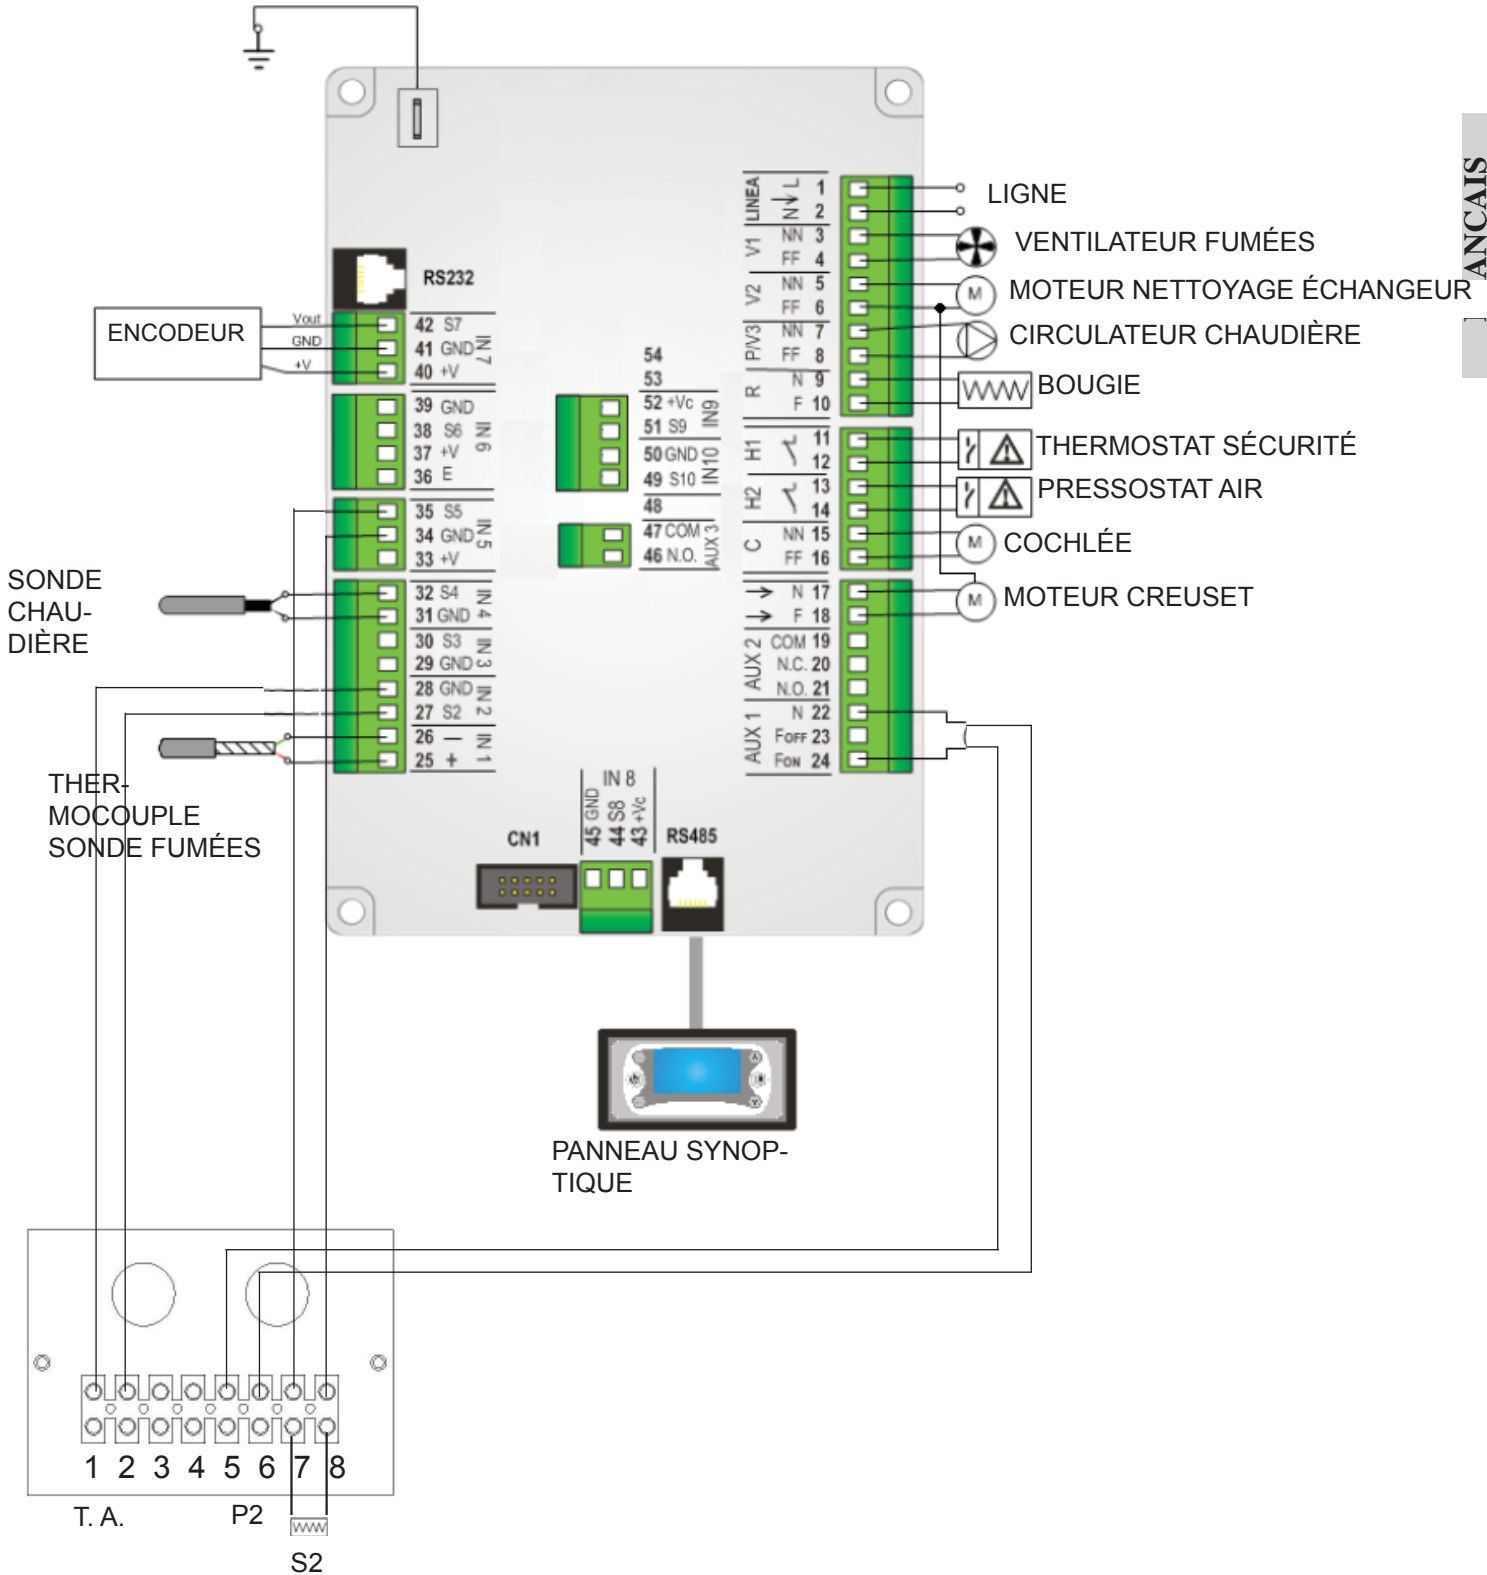 ANCAIS
RS232
ENCODEUR
Vout
GND
+V
42 S7
41 GND
40 +V
IN 7
39 GND
38 S6
37 +V
36 E
IN 6
35 S5
34 GND
33 +V
IN 5
SONDE
CHAU-
DIÈRE
32 S4
31 GND
IN 4
30 S3
29 GND
IN 3
28 GND
27 S2
IN 2
26 —
25 +
IN 1
THER-
MOCOUPLE
SONDE FUMÉES
54
53
52 +Vc
51 S9
IN9
50 GND
49 S10
IN10
48
47 COM
46 N.O.
AUX 3
LINEA
L 1
N 2
LIGNE
V1
NN 3
FF 4
VENTILATEUR FUMÉES
V2
NN 5
FF 6
M
MOTEUR NETTOYAGE ÉCHANGEUR
P/V3
NN 7
FF 8
CIRCULATEUR CHAUDIÈRE
R
N 9
F 10
BOUGIE
H1
11
12
THERMOSTAT SÉCURITÉ
H2
13
14
PRESSOSTAT AIR
C
NN 15
FF 16
M
COCHLÉE
N 17
F 18
M
MOTEUR CREUSET
AUX 2
COM 19
N.C. 20
N.O. 21
AUX 1
N 22
FOFF 23
FON 24
CN1
IN 8
45 GND
44 S8
43 +Vc
RS485
PANNEAU SYNOP-
TIQUE
1 2 3 4 5 6 7 8
T. A.
P2
S2